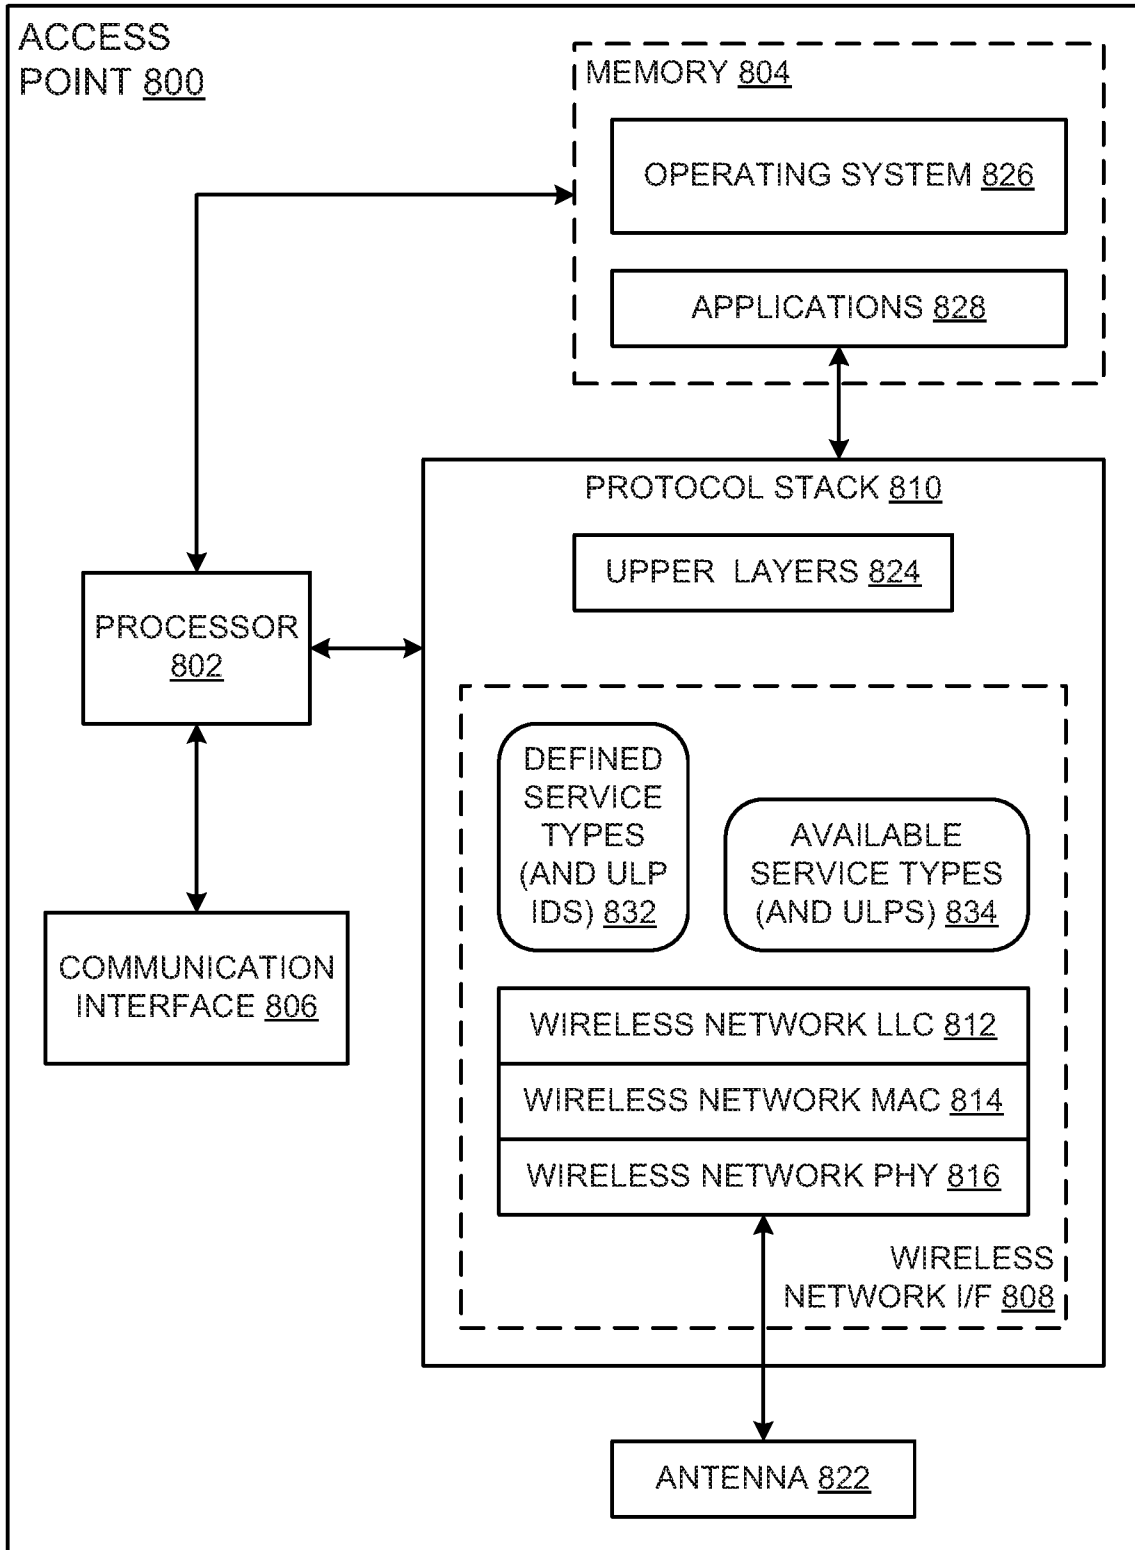 ACCESS
POINT 800
MEMORY 804
OPERATING SYSTEM 826
APPLICATIONS 828
PROTOCOL STACK 810
UPPER LAYERS 824
PROCESSOR
802
DEFINED
SERVICE
TYPES
(AND ULP
IDS) 832
AVAILABLE
SERVICE TYPES
(AND ULPS) 834
COMMUNICATION
INTERFACE 806
WIRELESS NETWORK LLC 812
WIRELESS NETWORK MAC 814
WIRELESS NETWORK PHY 816
WIRELESS
NETWORK I/F 808
ANTENNA 822